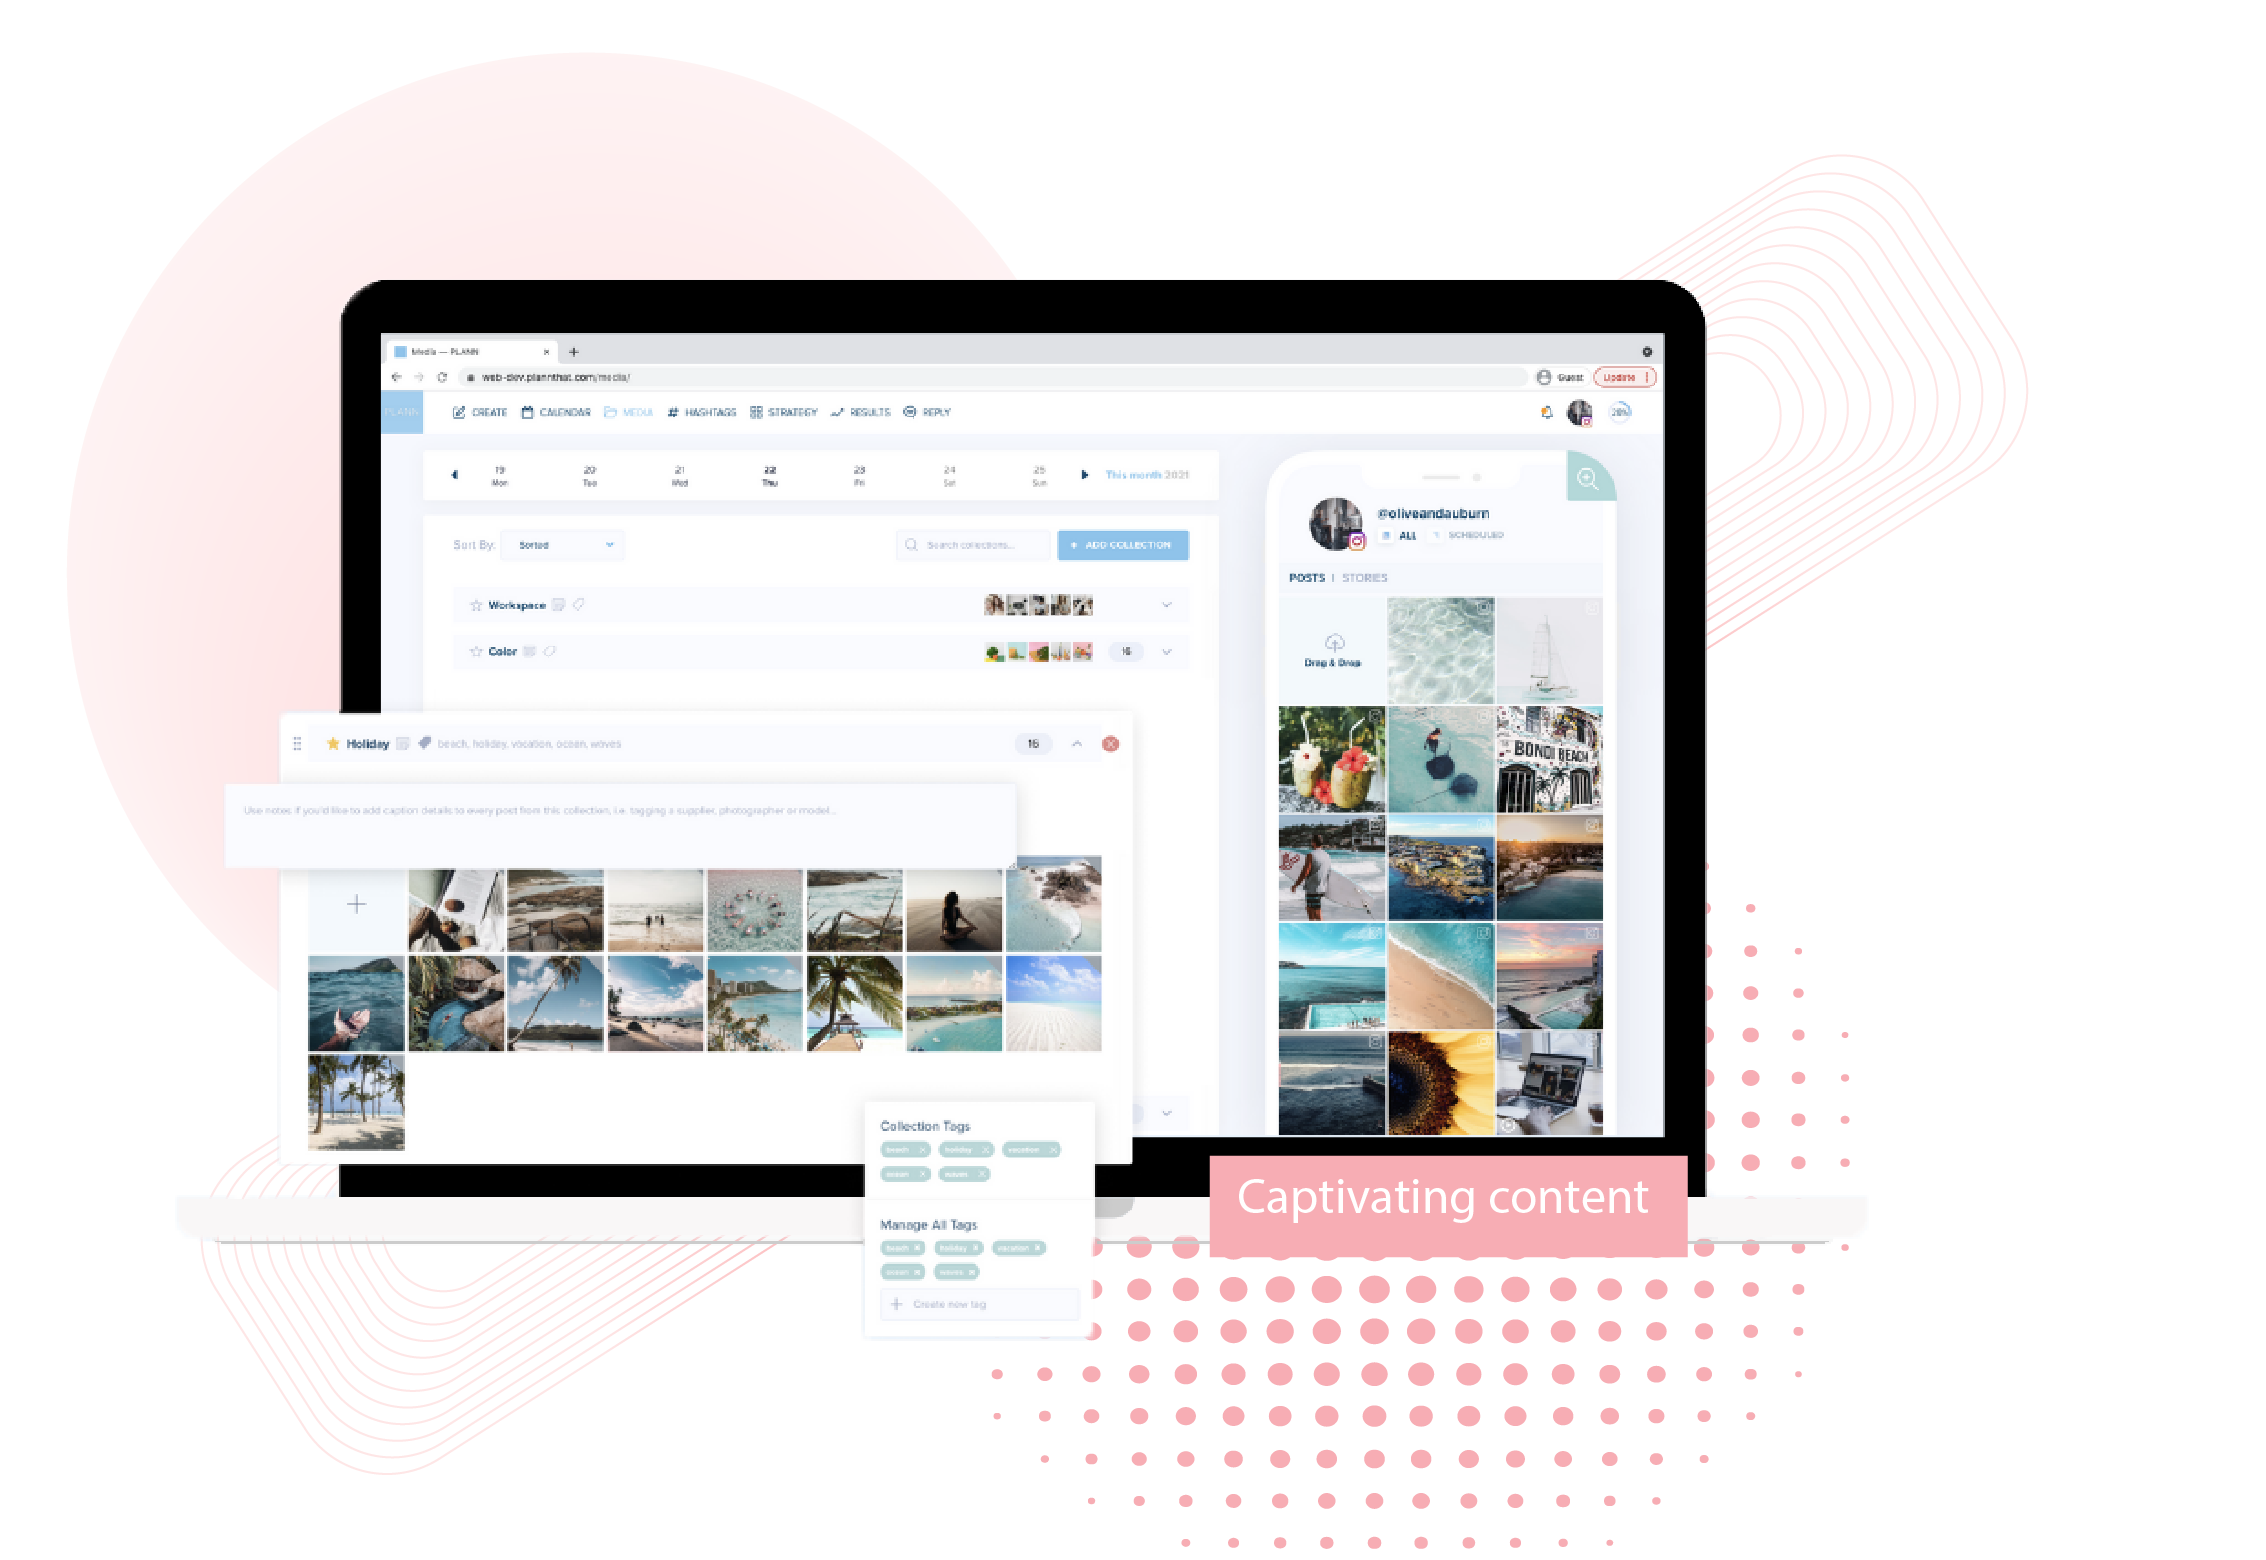 Media — PLANN
web-dev.plannthat.com/media/
Guest
Update
PLANN
CREATE
CALENDAR
MEDIA
# HASHTAGS
STRATEGY
RESULTS
REPLY
28%
19 20 21 22 23 24 25
Mon Tue Wed Thu Fri Sat Sun
This month 2021
Sort By:
Sorted
Search collections...
+ ADD COLLECTION
Workspace
Color
16
Holiday
beach, holiday, vacation, ocean, waves
16
Use notes if you'd like to add caption details to every post from this collection, i.e. tagging a supplier, photographer or model...
Collection Tags
beach × holiday × vacation ×
ocean × waves ×
Manage All Tags
beach × holiday × vacation ×
ocean × waves ×
+ Create new tag
@oliveandauburn
ALL
SCHEDULED
POSTS | STORIES
Drag & Drop
BONDI BEACH
Captivating content